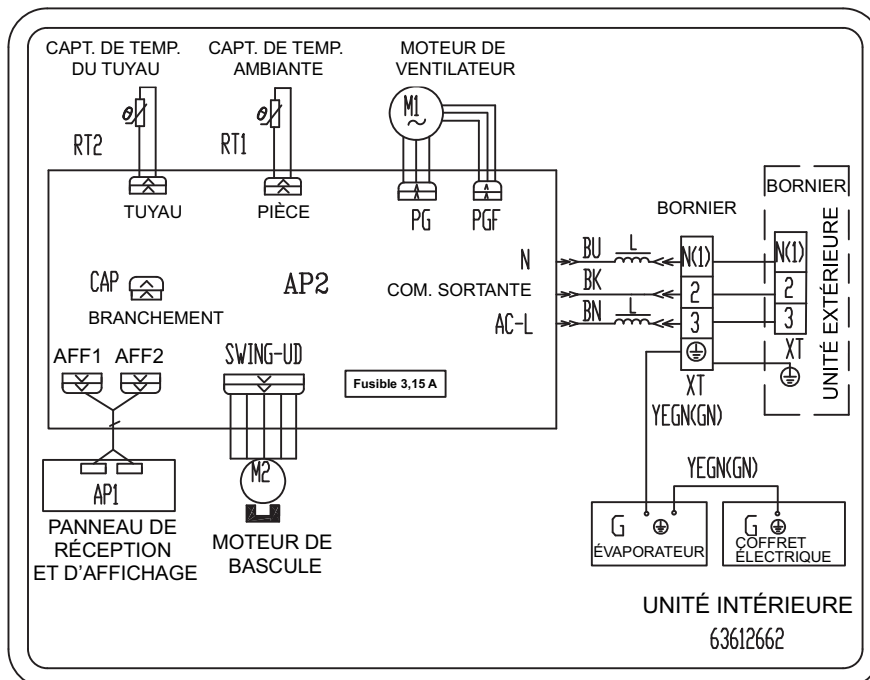 CAPT. DE TEMP.
DU TUYAU
CAPT. DE TEMP.
AMBIANTE
MOTEUR DE
VENTILATEUR
θ
RT2
θ
RT1
M1
~
TUYAU
PIÈCE
PG
PGF
BORNIER
BORNIER
N
BU
L
N(1)
N(1)
COM. SORTANTE
BK
2
2
AC-L
BN
L
3
3
XT
XT
UNITÉ EXTÉRIEURE
CAP
BRANCHEMENT
AP2
AFF1
AFF2
SWING-UD
Fusible 3,15 A
YEGN(GN)
YEGN(GN)
AP1
PANNEAU DE
RÉCEPTION
ET D'AFFICHAGE
M2
MOTEUR DE
BASCULE
G
ÉVAPORATEUR
G
COFFRET
ÉLECTRIQUE
UNITÉ INTÉRIEURE
63612662